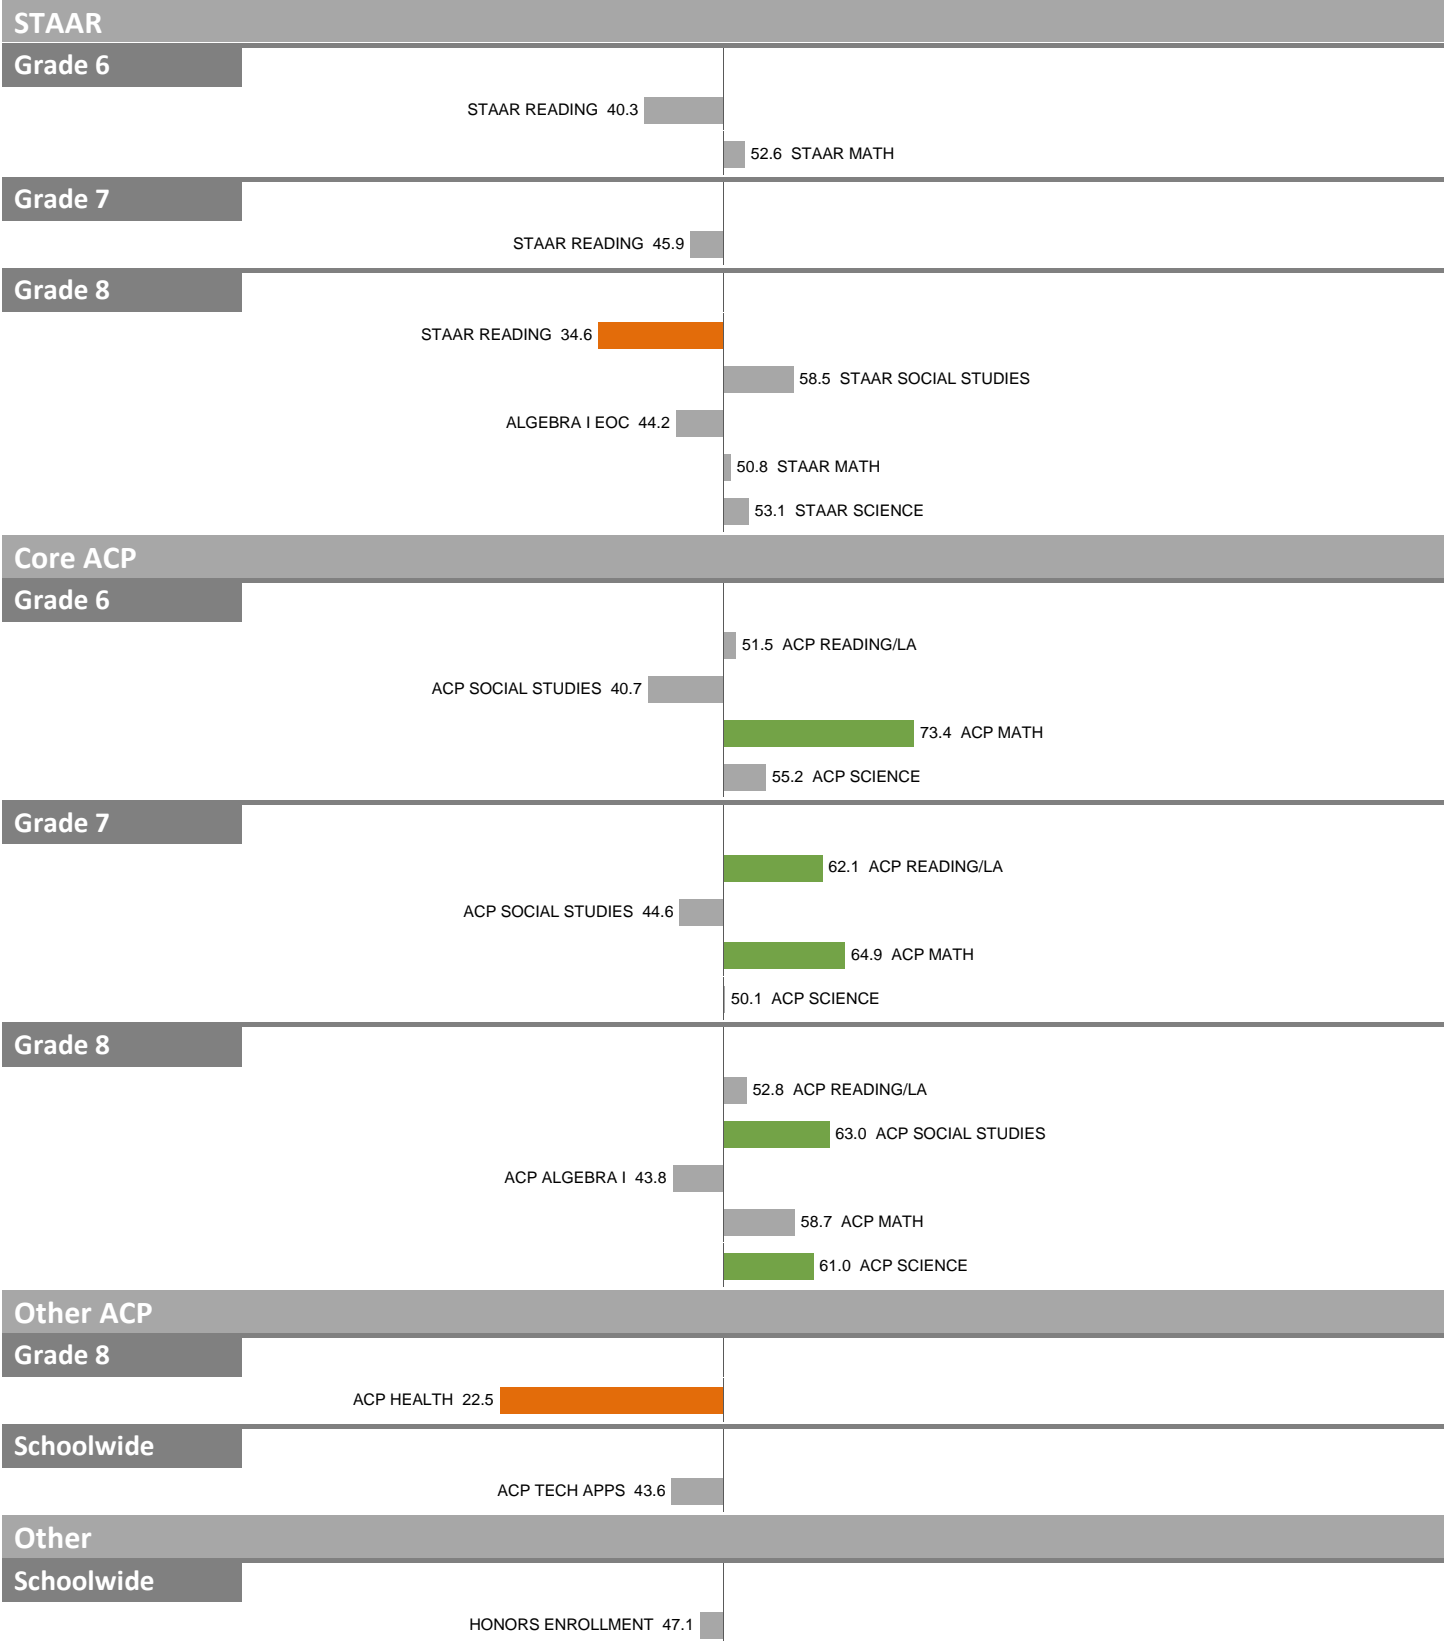 STAAR
Grade 6
STAAR READING 40.3
52.6 STAAR MATH
Grade 7
STAAR READING 45.9
Grade 8
STAAR READING 34.6
58.5 STAAR SOCIAL STUDIES
ALGEBRA I EOC 44.2
50.8 STAAR MATH
53.1 STAAR SCIENCE
Core ACP
Grade 6
51.5 ACP READING/LA
ACP SOCIAL STUDIES 40.7
73.4 ACP MATH
55.2 ACP SCIENCE
Grade 7
62.1 ACP READING/LA
ACP SOCIAL STUDIES 44.6
64.9 ACP MATH
50.1 ACP SCIENCE
Grade 8
52.8 ACP READING/LA
63.0 ACP SOCIAL STUDIES
ACP ALGEBRA I 43.8
58.7 ACP MATH
61.0 ACP SCIENCE
Other ACP
Grade 8
ACP HEALTH 22.5
Schoolwide
ACP TECH APPS 43.6
Other
Schoolwide
HONORS ENROLLMENT 47.1